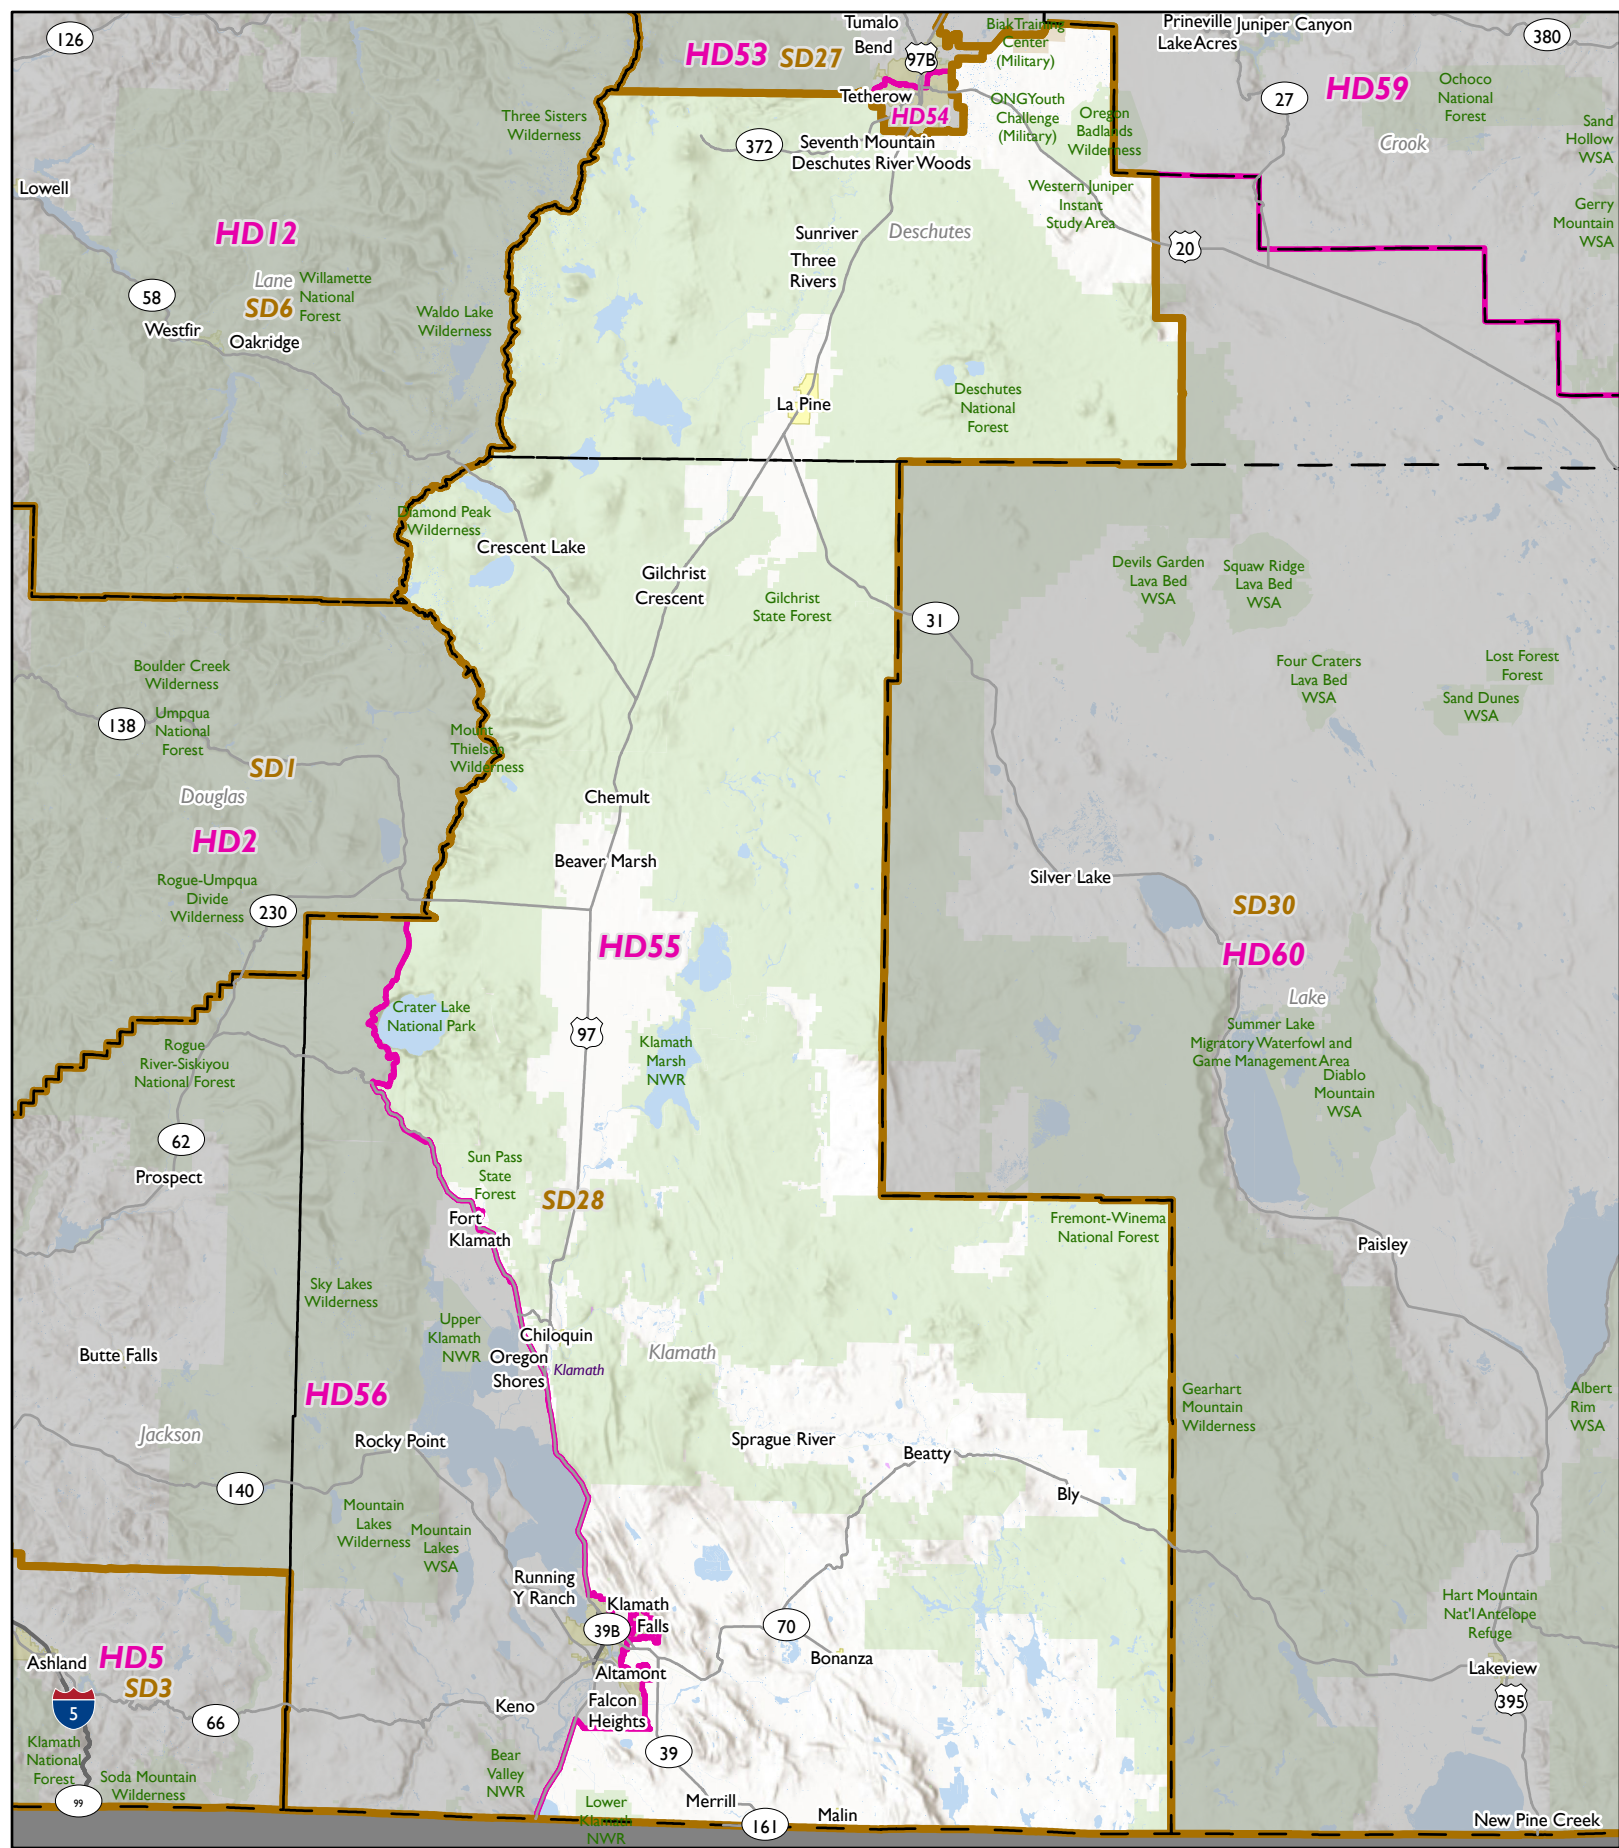 126
HD53 SD27
Tumalo
Bend
97B
Biak Training
Center
(Military)
Prineville
Lake Acres
Juniper Canyon
380
Tetherow
HD54
ONG Youth
Challenge
(Military)
Oregon
Badlands
Wilderness
27
HD59
Ochoco
National
Forest
Crook
Sand
Hollow
WSA
Three Sisters
Wilderness
372
Seventh Mountain
Deschutes River Woods
Lowell
Western Juniper
Instant
Study Area
Gerry
Mountain
WSA
HD12
Sunriver
Deschutes
20
Three
Rivers
Lane
Willamette
National
Forest
SD6
58
Westfir
Oakridge
Waldo Lake
Wilderness
La Pine
Deschutes
National
Forest
Diamond Peak
Wilderness
Crescent Lake
Gilchrist
Crescent
Gilchrist
State Forest
31
Devils Garden
Lava Bed
WSA
Squaw Ridge
Lava Bed
WSA
Four Craters
Lava Bed
WSA
Lost Forest
Forest
Sand Dunes
WSA
Boulder Creek
Wilderness
138
Umpqua
National
Forest
SD1
Douglas
HD2
Mount
Thielsen
Wilderness
Chemult
Beaver Marsh
Silver Lake
Rogue-Umpqua
Divide
Wilderness
230
SD30
HD60
HD55
Lake
Crater Lake
National Park
97
Klamath
Marsh
NWR
Summer Lake
Migratory Waterfowl and
Game Management Area
Diablo
Mountain
WSA
Rogue
River-Siskiyou
National Forest
62
Prospect
Sun Pass
State
Forest
SD28
Fort
Klamath
Fremont-Winema
National Forest
Paisley
Sky Lakes
Wilderness
Upper
Klamath
NWR
Chiloquin
Oregon
Shores
Klamath
Klamath
Butte Falls
HD56
Gearhart
Mountain
Wilderness
Albert
Rim
WSA
Jackson
Rocky Point
Sprague River
Beatty
140
Bly
Mountain
Lakes
Wilderness
Mountain
Lakes
WSA
Running
Y Ranch
Klamath
Falls
39B
70
Hart Mountain
Nat'l Antelope
Refuge
Ashland
HD5
SD3
Altamont
Bonanza
Lakeview
5
66
Keno
Falcon
Heights
395
Klamath
National
Forest
Soda Mountain
Wilderness
99
Bear
Valley
NWR
39
Lower
Klamath
NWR
Merrill
161
Malin
New Pine Creek